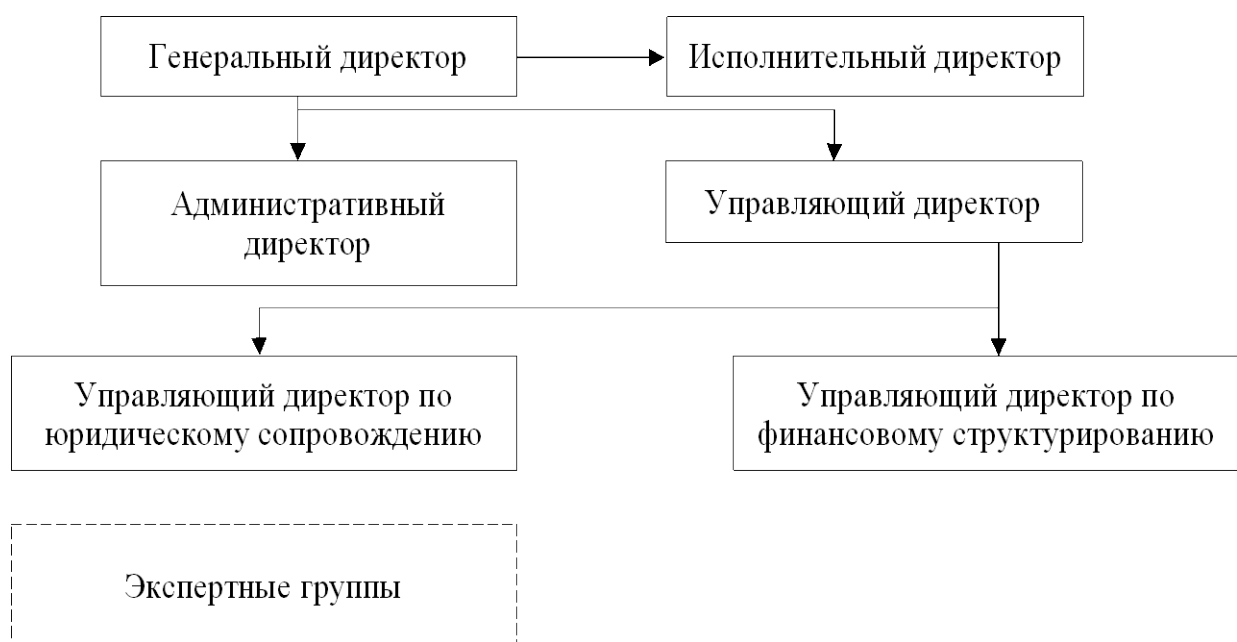 Генеральный директор
Исполнительный директор
Административный
директор
Управляющий директор
Управляющий директор по
юридическому сопровождению
Управляющий директор по
финансовому структурированию
Экспертные группы